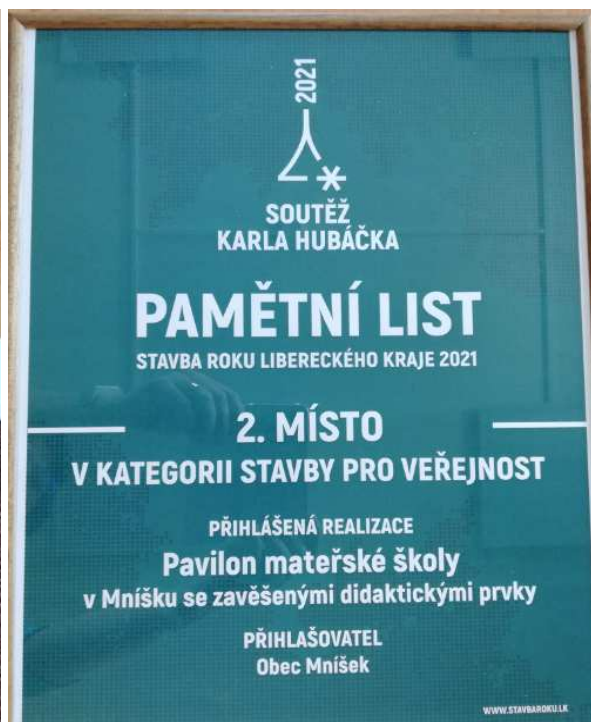 2021
SOUTĚŽ
KARLA HUBÁČKA
PAMĚTNÍ LIST
STAVBA ROKU LIBERECKÉHO KRAJE 2021
2. MÍSTO
V KATEGORII STAVBY PRO VEŘEJNOST
PŘIHLÁŠENÁ REALIZACE
Pavilon mateřské školy
v Mníšku se zavěšenými didaktickými prvky
PŘIHLAŠOVATEL
Obec Mníšek
WWW.STAVBAROKU.LK